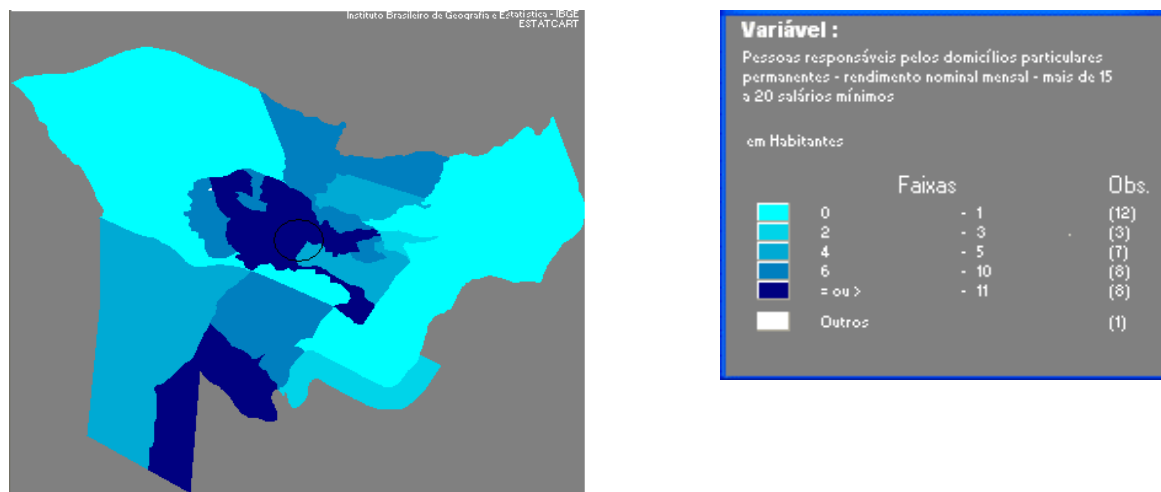 Instituto Brasileiro de Geografia e Estatística - IBGE
ESTATCART
Variável :
Pessoas responsáveis pelos domicílios particulares
permanentes - rendimento nominal mensal - mais de 15
a 20 salários mínimos
em Habitantes
Faixas Obs.
0 - 1 (12)
2 - 3 (3)
4 - 5 (7)
6 - 10 (8)
= ou > - 11 (8)
Outros (1)